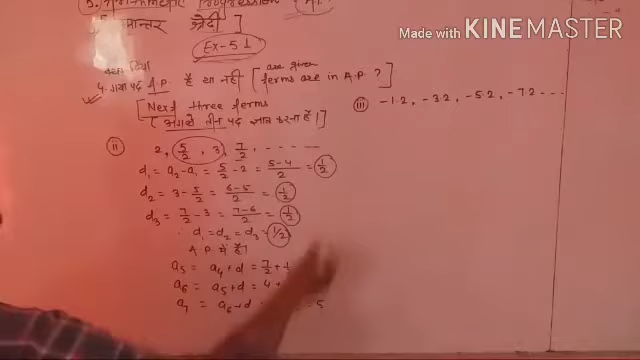 Made with KINEMASTER
5. Progression
समान्तर श्रेढी ]
Ex-5.1
are given
4. पद A.P. है या नही [ terms are in A.P ?]
[Next three terms
( अगले तीन पद ज्ञात करना है।]
(iii) -1.2, -3.2, -5.2, -7.2 ...
(ii) 2, 5/2, 3, 7/2, - - - - -
d₁ = a₂-a₁ = 5/2 - 2 = (5-4)/2 = 1/2
d₂ = 3 - 5/2 = (6-5)/2 = 1/2
d₃ = 7/2 - 3 = (7-6)/2 = 1/2
∴ d₁ = d₂ = d₃ = 1/2
A.P. में है।
a₅ = a₄+d = 7/2 + 1
a₆ = a₅+d = 4 +
a₇ = a₆+d 5